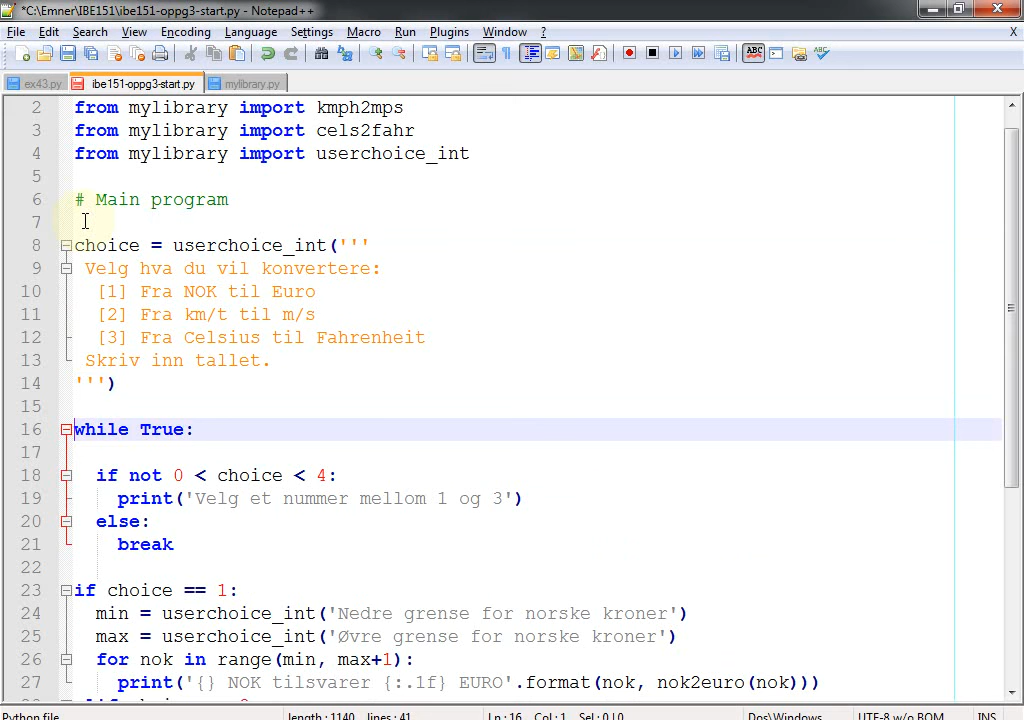 *C:\Emner\IBE151\ibe151-oppg3-start.py - Notepad++
File Edit Search View Encoding Language Settings Macro Run Plugins Window ? X
ex43.py ibe151-oppg3-start.py mylibrary.py
2 from mylibrary import kmph2mps
3 from mylibrary import cels2fahr
4 from mylibrary import userchoice_int
5
6 # Main program
7
8 choice = userchoice_int('''
9 Velg hva du vil konvertere:
10 [1] Fra NOK til Euro
11 [2] Fra km/t til m/s
12 [3] Fra Celsius til Fahrenheit
13 Skriv inn tallet.
14 ''')
15
16 while True:
17
18 if not 0 < choice < 4:
19 print('Velg et nummer mellom 1 og 3')
20 else:
21 break
22
23 if choice == 1:
24 min = userchoice_int('Nedre grense for norske kroner')
25 max = userchoice_int('Øvre grense for norske kroner')
26 for nok in range(min, max+1):
27 print('{} NOK tilsvarer {:.1f} EURO'.format(nok, nok2euro(nok)))
Python file length : 1140 lines : 41 Ln : 16 Col : 1 Sel : 0 | 0 Dos\Windows UTF-8 w/o BOM INS